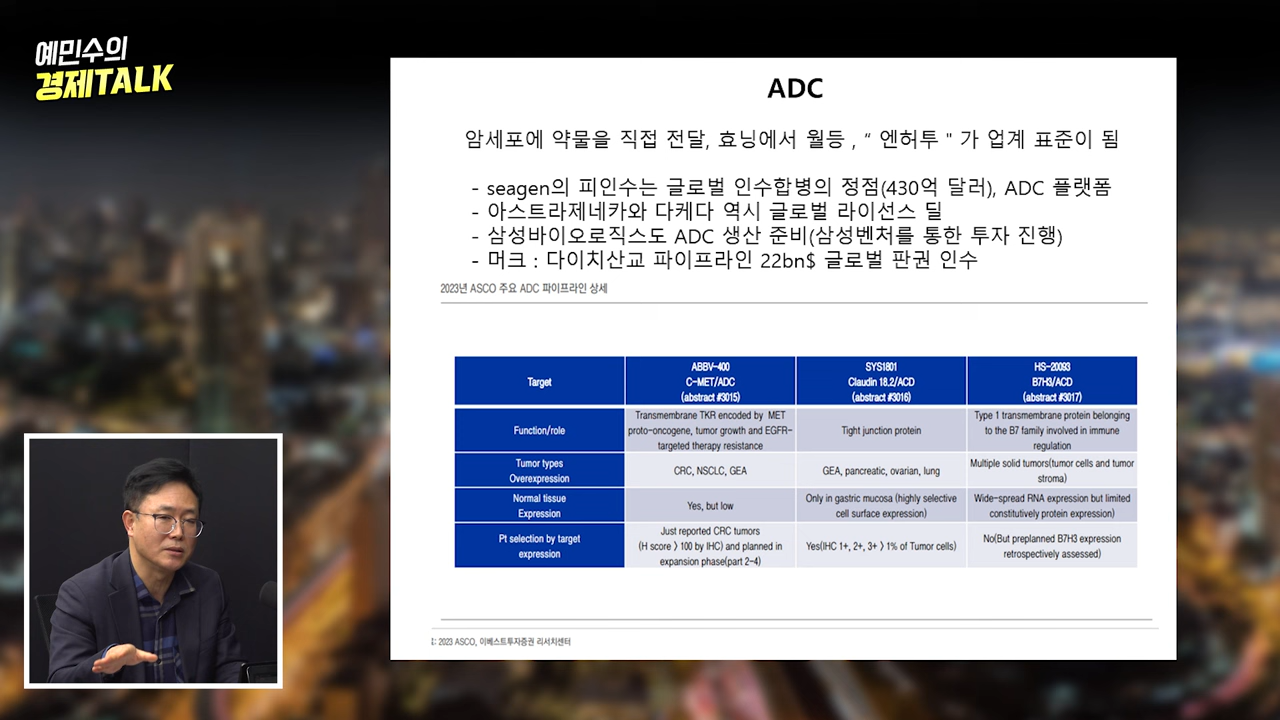 예민수의
경제TALK
ADC
암세포에 약물을 직접 전달, 효닝에서 월등 , “ 엔허투 " 가 업계 표준이 됨
- seagen의 피인수는 글로벌 인수합병의 정점(430억 달러), ADC 플랫폼
- 아스트라제네카와 다케다 역시 글로벌 라이선스 딜
- 삼성바이오로직스도 ADC 생산 준비(삼성벤처를 통한 투자 진행)
- 머크 : 다이치산교 파이프라인 22bn$ 글로벌 판권 인수
2023년 ASCO 주요 ADC 파이프라인 상세
Target
ABBV-400
C-MET/ADC
(abstract #3015)
SYS1801
Claudin 18.2/ACD
(abstract #3016)
HS-20093
B7H3/ACD
(abstract #3017)
Function/role
Transmembrane TKR encoded by MET
proto-oncogene, tumor growth and EGFR-
targeted therapy resistance
Tight junction protein
Type 1 transmembrane protein belonging
to the B7 family involved in immune
regulation
Tumor types
Overexpression
CRC, NSCLC, GEA
GEA, pancreatic, ovarian, lung
Multiple solid tumors(tumor cells and tumor
stroma)
Normal tissue
Expression
Yes, but low
Only in gastric mucosa (highly selective
cell surface expression)
Wide-spread RNA expression but limited
constitutively protein expression)
Pt selection by target
expression
Just reported CRC tumors
(H score > 100 by IHC) and planned in
expansion phase(part 2-4)
Yes(IHC 1+, 2+, 3+ > 1% of Tumor cells)
No(But preplanned B7H3 expression
retrospectively assessed)
: 2023 ASCO, 이베스트투자증권 리서치센터